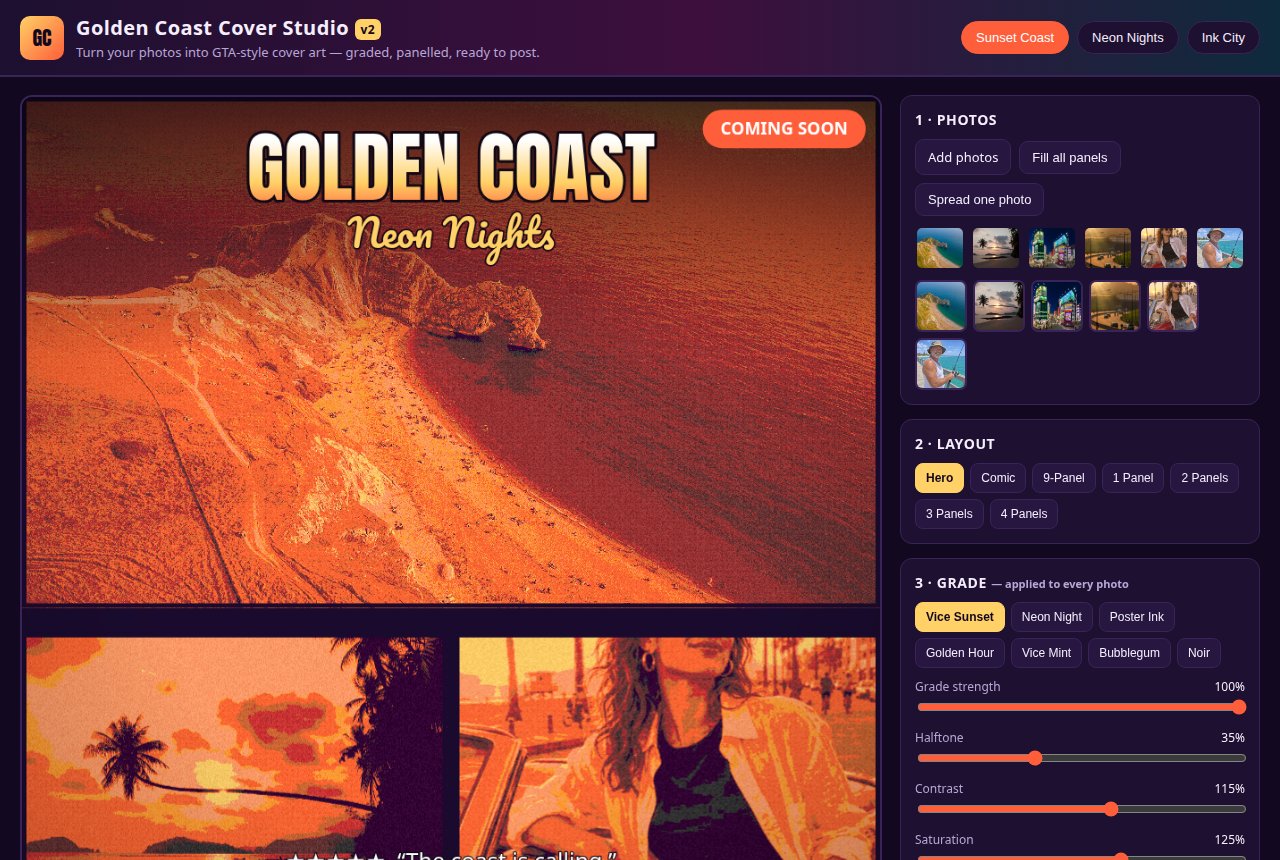 GC
Golden Coast Cover Studio v2
Turn your photos into GTA-style cover art — graded, panelled, ready to post.
Sunset Coast
Neon Nights
Ink City
COMING SOON
GOLDEN COAST
Neon Nights
★★★★★ “The coast is calling.”
1 · PHOTOS
Add photos
Fill all panels
Spread one photo
2 · LAYOUT
Hero
Comic
9-Panel
1 Panel
2 Panels
3 Panels
4 Panels
3 · GRADE — applied to every photo
Vice Sunset
Neon Night
Poster Ink
Golden Hour
Vice Mint
Bubblegum
Noir
Grade strength 100%
Halftone 35%
Contrast 115%
Saturation 125%